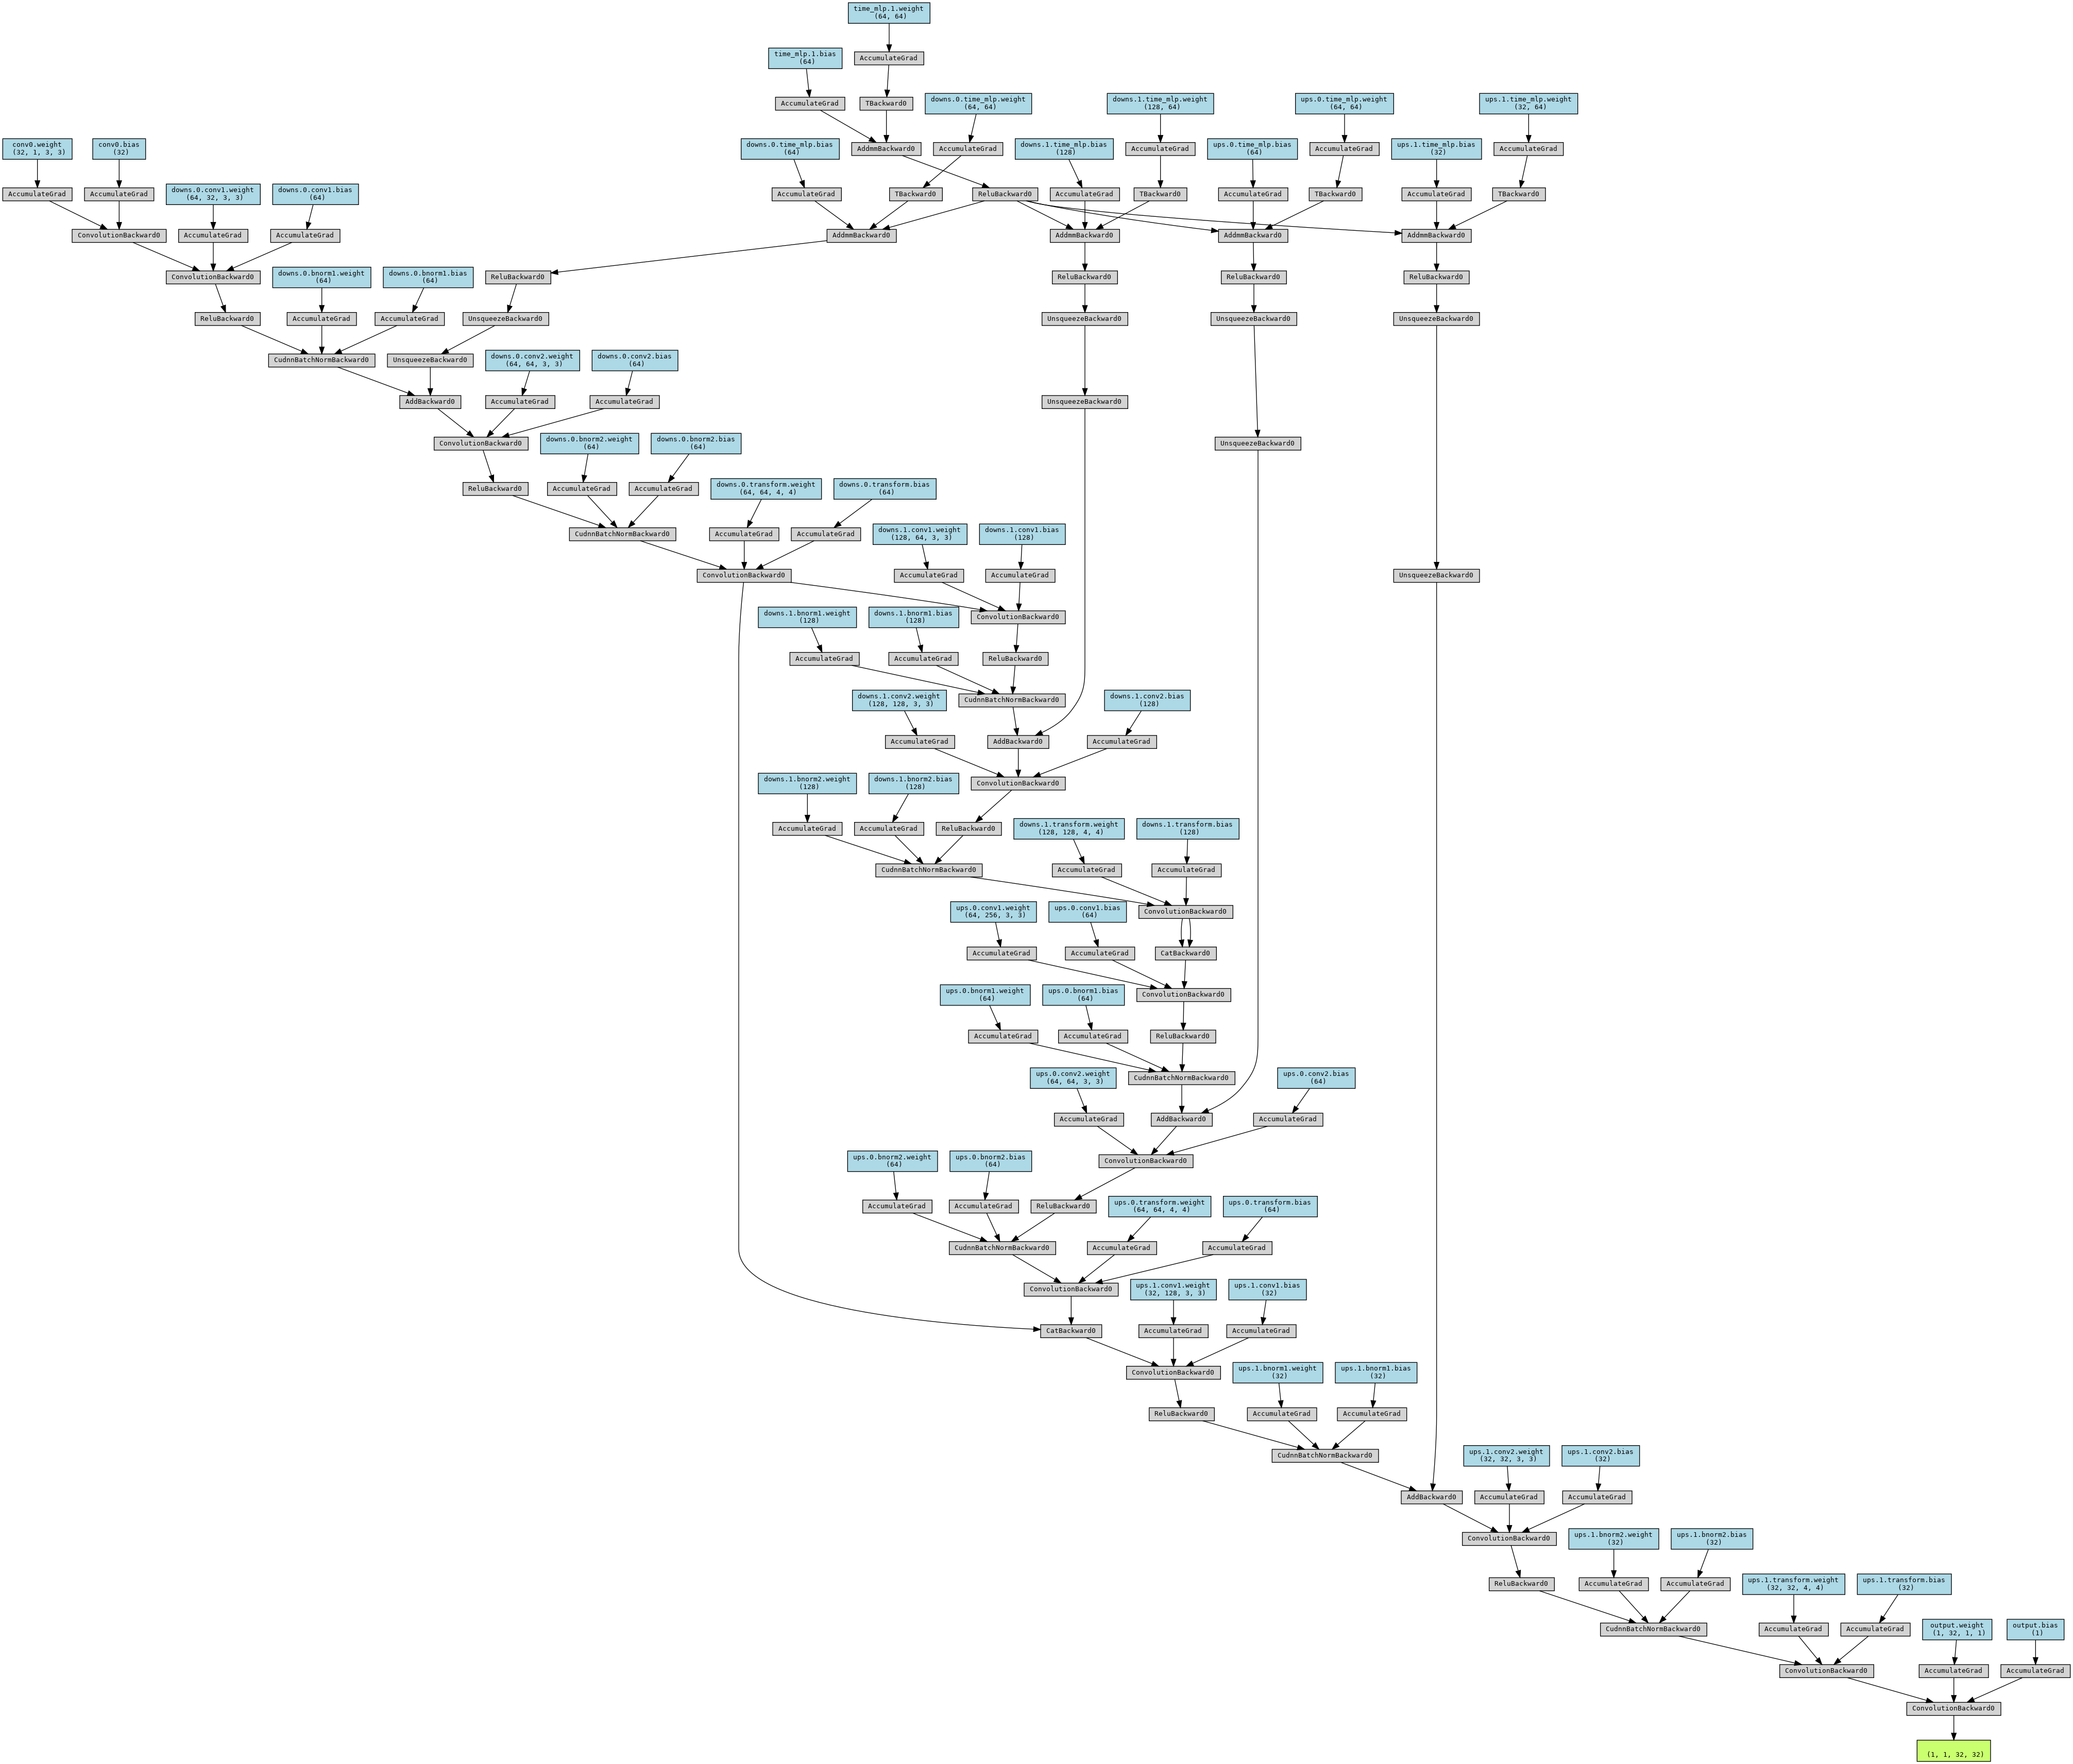 time_mlp.1.weight
(64, 64)
time_mlp.1.bias
(64)
AccumulateGrad
AccumulateGrad
TBackward0
downs.0.time_mlp.weight
(64, 64)
downs.1.time_mlp.weight
(128, 64)
ups.0.time_mlp.weight
(64, 64)
ups.1.time_mlp.weight
(32, 64)
conv0.weight
(32, 1, 3, 3)
conv0.bias
(32)
downs.0.time_mlp.bias
(64)
AddmmBackward0
AccumulateGrad
downs.1.time_mlp.bias
(128)
AccumulateGrad
ups.0.time_mlp.bias
(64)
AccumulateGrad
ups.1.time_mlp.bias
(32)
AccumulateGrad
AccumulateGrad
AccumulateGrad
downs.0.conv1.weight
(64, 32, 3, 3)
downs.0.conv1.bias
(64)
AccumulateGrad
TBackward0
ReluBackward0
AccumulateGrad
TBackward0
AccumulateGrad
TBackward0
AccumulateGrad
TBackward0
ConvolutionBackward0
AccumulateGrad
AccumulateGrad
AddmmBackward0
AddmmBackward0
AddmmBackward0
AddmmBackward0
ConvolutionBackward0
downs.0.bnorm1.weight
(64)
downs.0.bnorm1.bias
(64)
ReluBackward0
ReluBackward0
ReluBackward0
ReluBackward0
ReluBackward0
AccumulateGrad
AccumulateGrad
UnsqueezeBackward0
UnsqueezeBackward0
UnsqueezeBackward0
UnsqueezeBackward0
CudnnBatchNormBackward0
UnsqueezeBackward0
downs.0.conv2.weight
(64, 64, 3, 3)
downs.0.conv2.bias
(64)
AddBackward0
AccumulateGrad
AccumulateGrad
UnsqueezeBackward0
ConvolutionBackward0
downs.0.bnorm2.weight
(64)
downs.0.bnorm2.bias
(64)
UnsqueezeBackward0
ReluBackward0
AccumulateGrad
AccumulateGrad
downs.0.transform.weight
(64, 64, 4, 4)
downs.0.transform.bias
(64)
CudnnBatchNormBackward0
AccumulateGrad
AccumulateGrad
downs.1.conv1.weight
(128, 64, 3, 3)
downs.1.conv1.bias
(128)
ConvolutionBackward0
AccumulateGrad
AccumulateGrad
UnsqueezeBackward0
downs.1.bnorm1.weight
(128)
downs.1.bnorm1.bias
(128)
ConvolutionBackward0
AccumulateGrad
AccumulateGrad
ReluBackward0
downs.1.conv2.weight
(128, 128, 3, 3)
CudnnBatchNormBackward0
downs.1.conv2.bias
(128)
AccumulateGrad
AddBackward0
AccumulateGrad
downs.1.bnorm2.weight
(128)
downs.1.bnorm2.bias
(128)
ConvolutionBackward0
AccumulateGrad
AccumulateGrad
ReluBackward0
downs.1.transform.weight
(128, 128, 4, 4)
downs.1.transform.bias
(128)
CudnnBatchNormBackward0
AccumulateGrad
AccumulateGrad
ups.0.conv1.weight
(64, 256, 3, 3)
ups.0.conv1.bias
(64)
ConvolutionBackward0
AccumulateGrad
AccumulateGrad
CatBackward0
ups.0.bnorm1.weight
(64)
ups.0.bnorm1.bias
(64)
ConvolutionBackward0
AccumulateGrad
AccumulateGrad
ReluBackward0
ups.0.conv2.weight
(64, 64, 3, 3)
CudnnBatchNormBackward0
ups.0.conv2.bias
(64)
AccumulateGrad
AddBackward0
AccumulateGrad
ups.0.bnorm2.weight
(64)
ups.0.bnorm2.bias
(64)
ConvolutionBackward0
AccumulateGrad
AccumulateGrad
ReluBackward0
ups.0.transform.weight
(64, 64, 4, 4)
ups.0.transform.bias
(64)
CudnnBatchNormBackward0
AccumulateGrad
AccumulateGrad
ConvolutionBackward0
ups.1.conv1.weight
(32, 128, 3, 3)
ups.1.conv1.bias
(32)
CatBackward0
AccumulateGrad
AccumulateGrad
ConvolutionBackward0
ups.1.bnorm1.weight
(32)
ups.1.bnorm1.bias
(32)
ReluBackward0
AccumulateGrad
AccumulateGrad
CudnnBatchNormBackward0
ups.1.conv2.weight
(32, 32, 3, 3)
ups.1.conv2.bias
(32)
AddBackward0
AccumulateGrad
AccumulateGrad
ConvolutionBackward0
ups.1.bnorm2.weight
(32)
ups.1.bnorm2.bias
(32)
ReluBackward0
AccumulateGrad
AccumulateGrad
ups.1.transform.weight
(32, 32, 4, 4)
ups.1.transform.bias
(32)
CudnnBatchNormBackward0
AccumulateGrad
AccumulateGrad
output.weight
(1, 32, 1, 1)
output.bias
(1)
ConvolutionBackward0
AccumulateGrad
AccumulateGrad
ConvolutionBackward0
(1, 1, 32, 32)